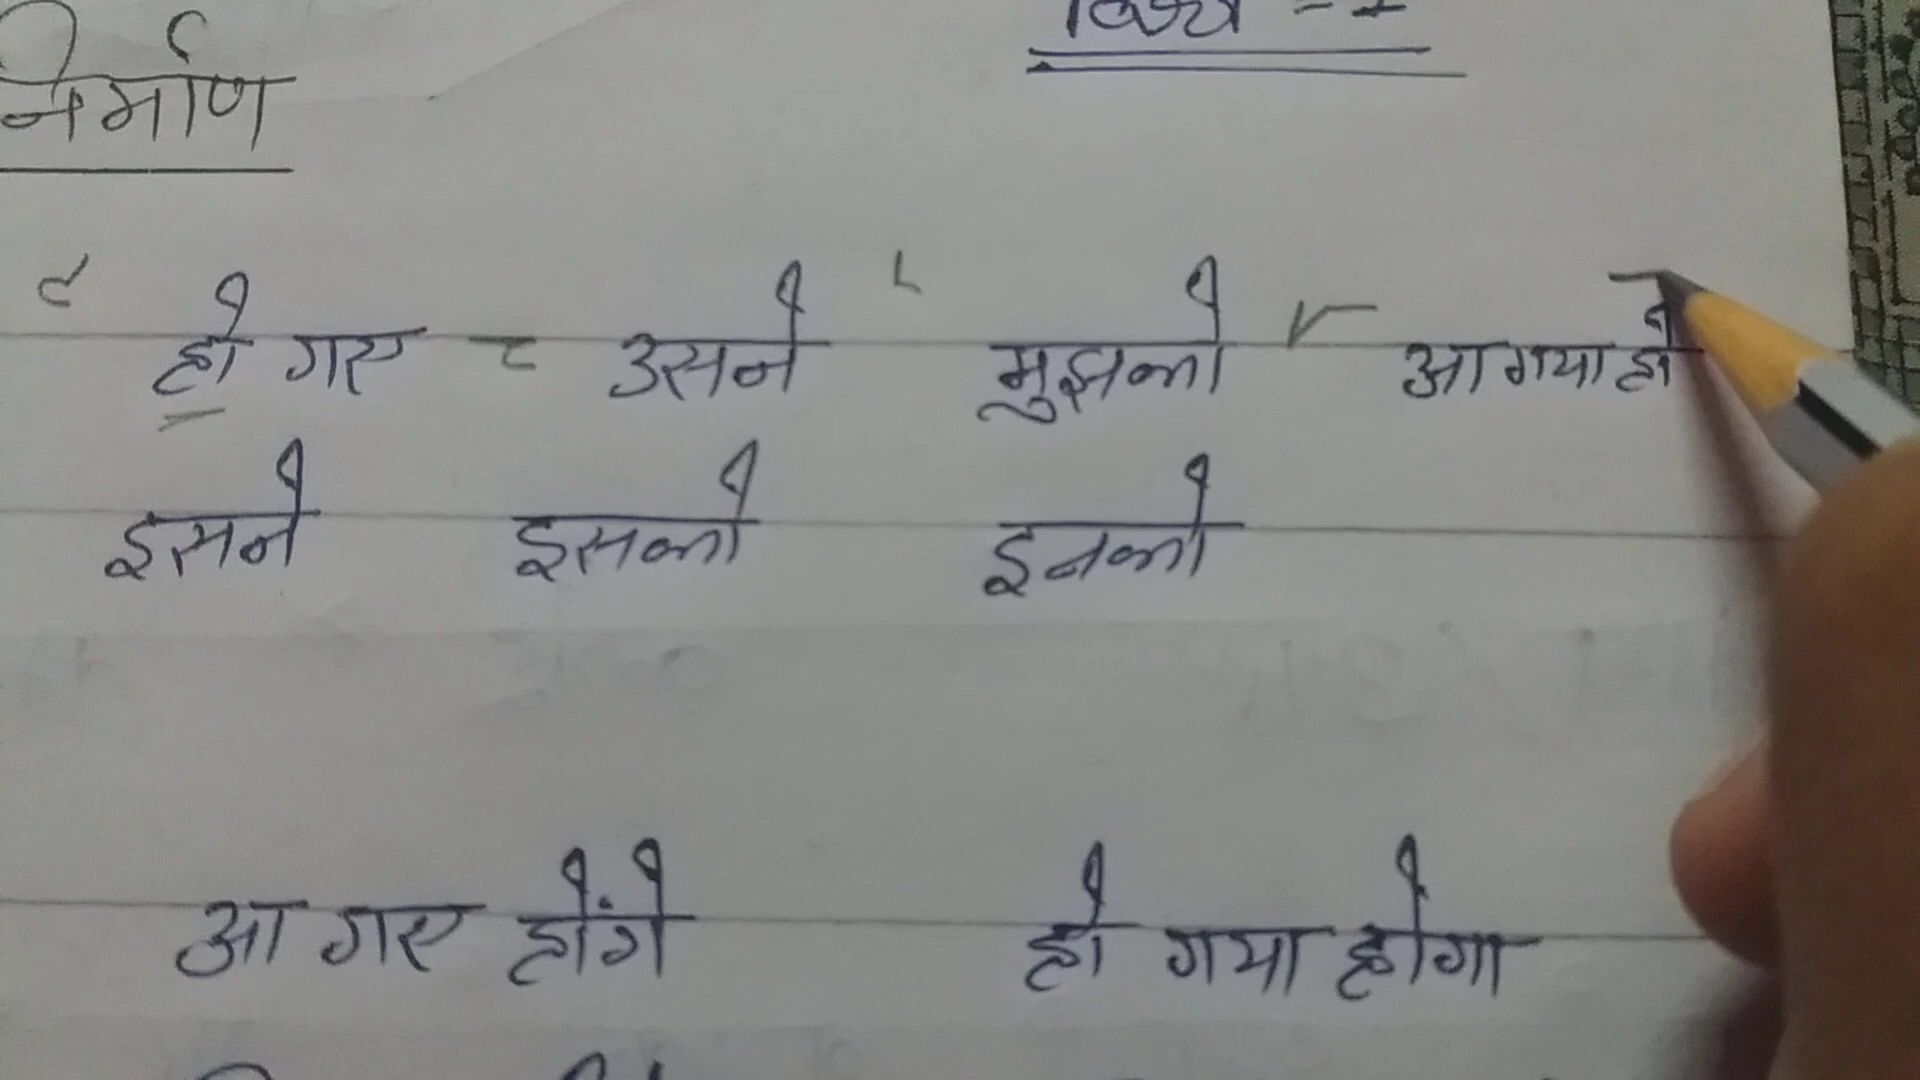 निर्माण
हो गए उसने मुझको आ गया हो
इसने इसको इनको
आ गए होंगे हो गया होगा